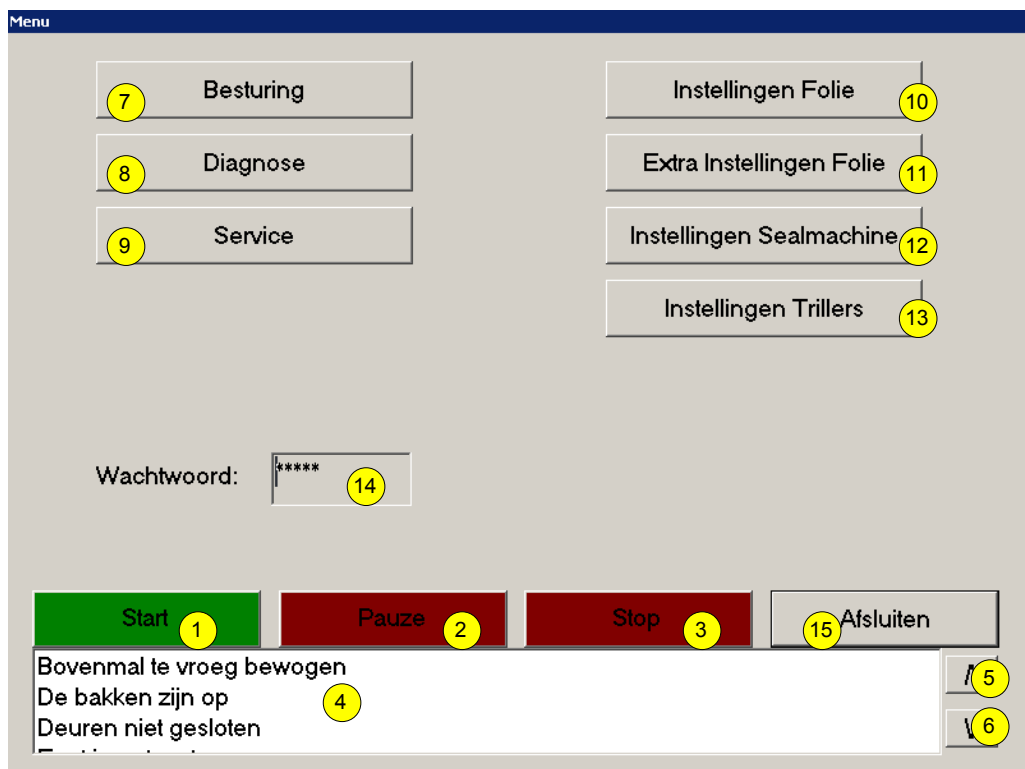 Menu
Besturing
7
Instellingen Folie
10
Diagnose
8
Extra Instellingen Folie
11
Service
9
Instellingen Sealmachine
12
Instellingen Trillers
13
Wachtwoord:
*****
14
Start
1
Pauze
2
Stop
3
15
Afsluiten
Bovenmal te vroeg bewogen
De bakken zijn op
4
Deuren niet gesloten
5
6